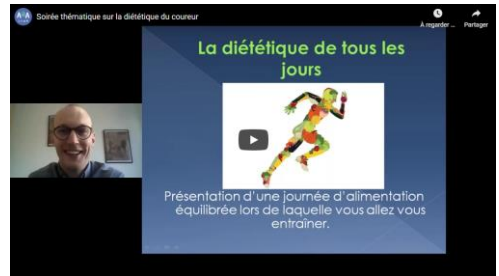 Soirée thématique sur la diététique du coureur
À regarder ...
Partager
La diététique de tous les
jours
Présentation d'une journée d'alimentation
équilibrée lors de laquelle vous allez vous
entraîner.